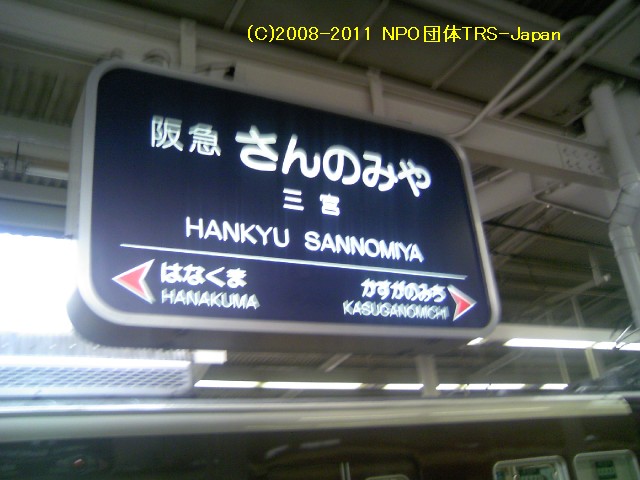 (C)2008-2011 NPO団体TRS-Japan
阪急 さんのみや
三宮
HANKYU SANNOMIYA
はなくま かすがのみち
HANAKUMA KASUGANOMICHI